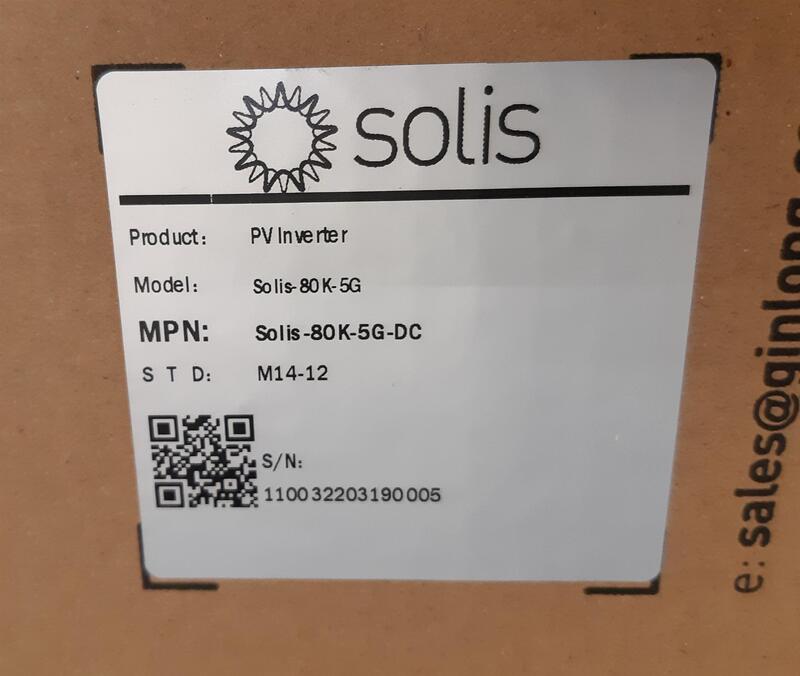 solis
Product: PV Inverter
Model: Solis-80K-5G
MPN: Solis-80K-5G-DC
S T D: M14-12
S/N:
110032203190005
e: sales@ginlong